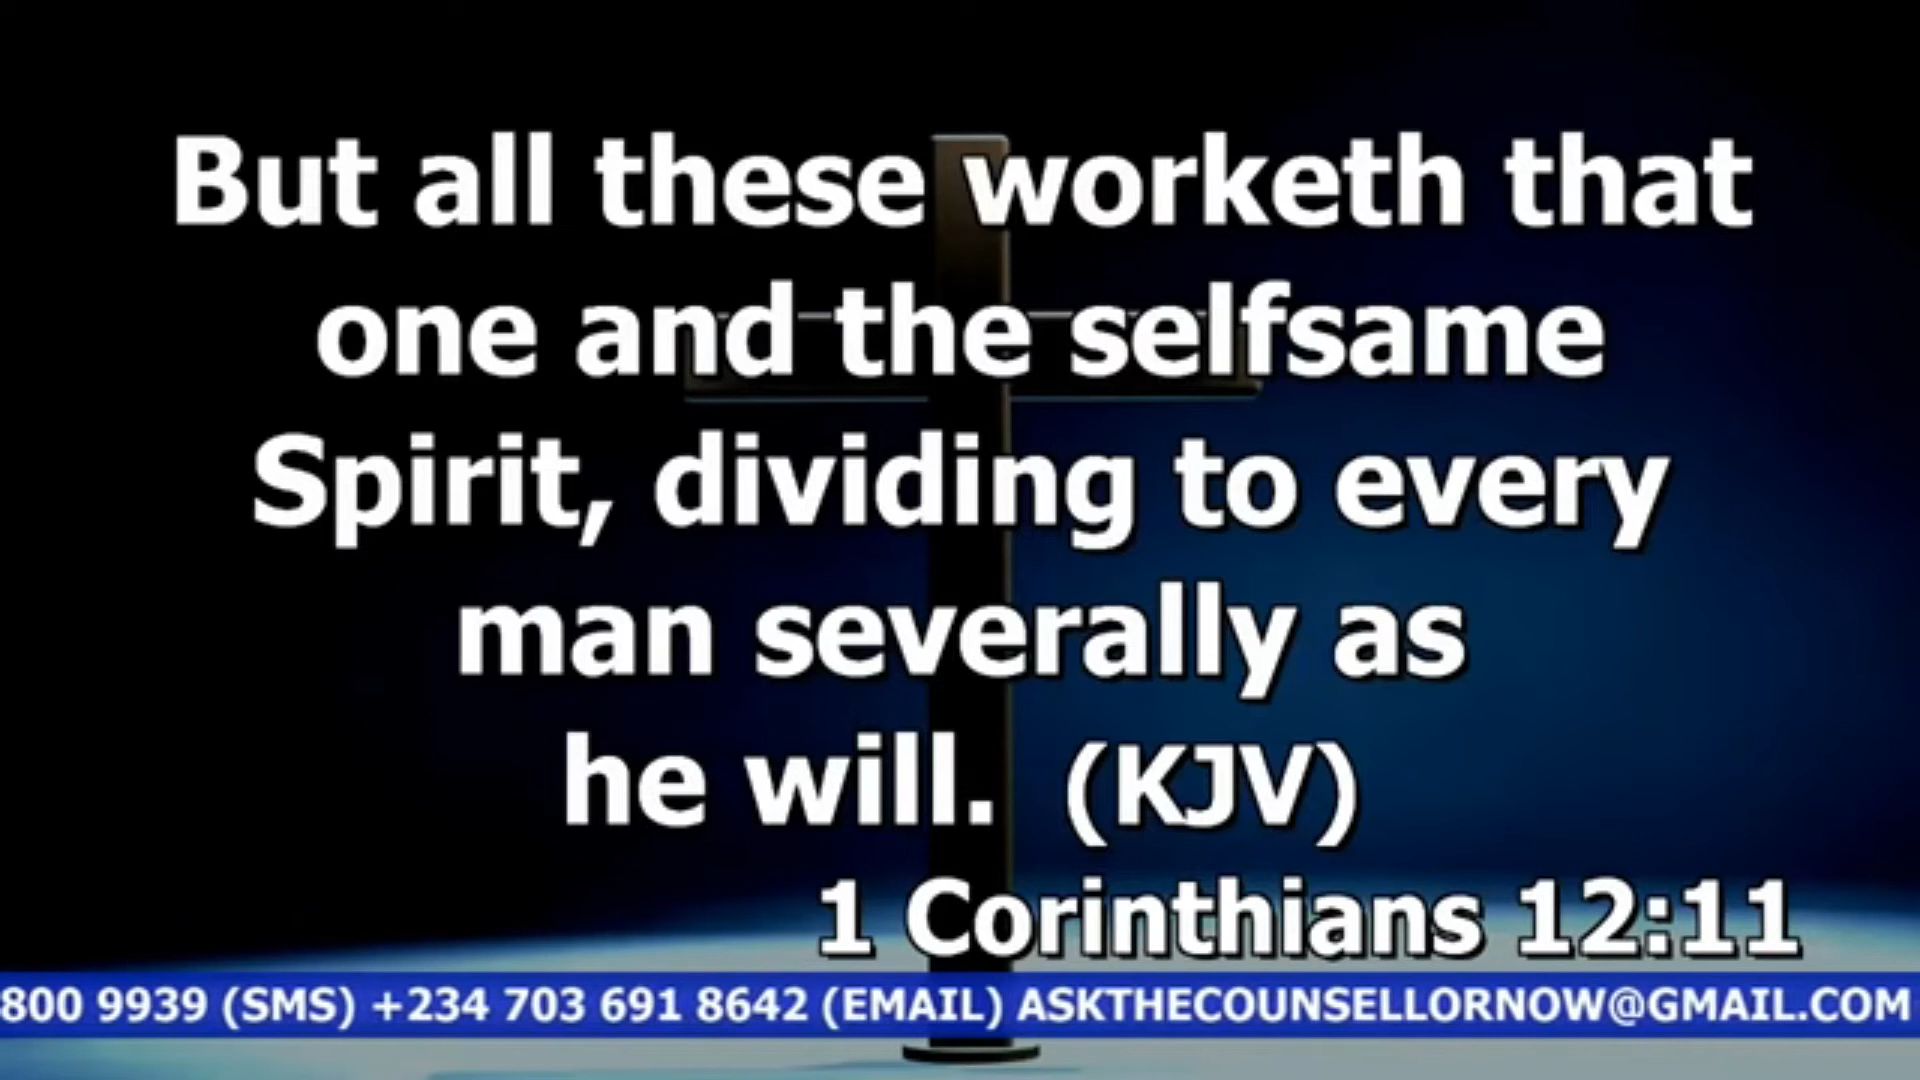 But all these worketh that
one and the selfsame
Spirit, dividing to every
man severally as
he will. (KJV)
1 Corinthians 12:11
800 9939 (SMS) +234 703 691 8642 (EMAIL) ASKTHECOUNSELLORNOW@GMAIL.COM